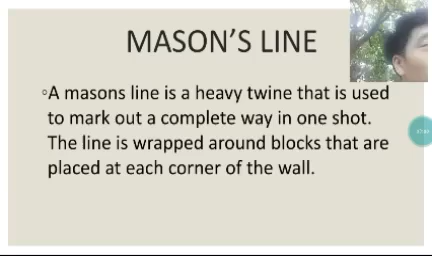 MASON'S LINE
◦A masons line is a heavy twine that is used
to mark out a complete way in one shot.
The line is wrapped around blocks that are
placed at each corner of the wall.